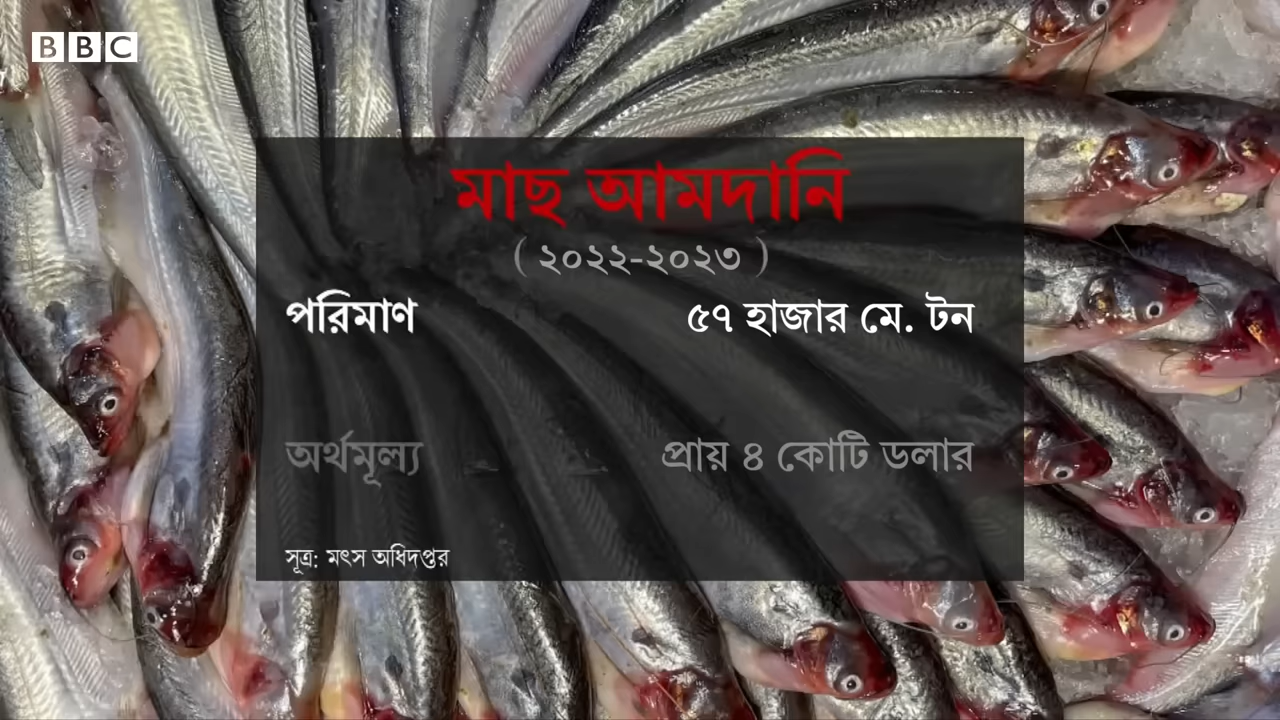 BBC
মাছ আমদানি
( ২০২২-২০২৩ )
পরিমাণ ৫৭ হাজার মে. টন
অর্থমূল্য প্রায় ৪ কোটি ডলার
সূত্র: মৎস অধিদপ্তর